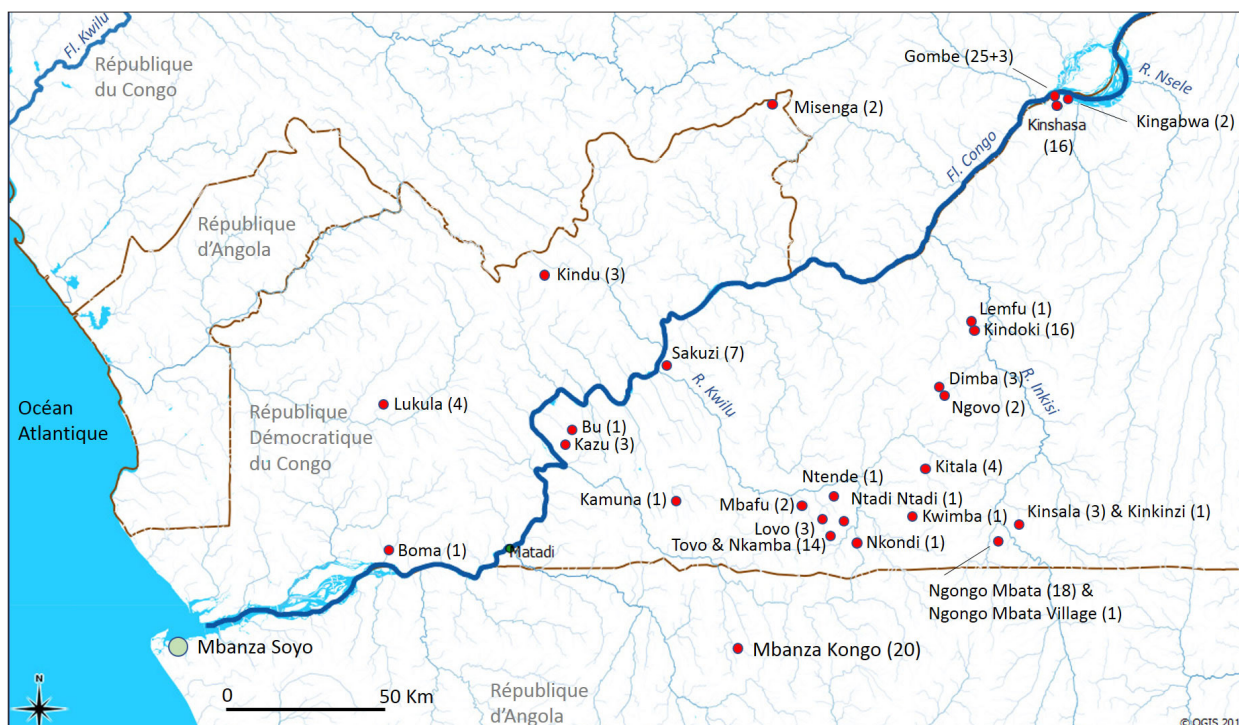 Fl. Kwilu
République
du Congo
Gombe (25+3)
R. Nsele
Misenga (2)
Kingabwa (2)
Kinshasa
(16)
Fl. Congo
République
d'Angola
Kindu (3)
Lemfu (1)
Kindoki (16)
Sakuzi (7)
R. Kwilu
R. Inkisi
Dimba (3)
Ngovo (2)
Océan
Atlantique
Lukula (4)
République
Démocratique
du Congo
Bu (1)
Kazu (3)
Kitala (4)
Ntende (1)
Kamuna (1)
Mbafu (2)
Ntadi Ntadi (1)
Kwimba (1)
Kinsala (3) & Kinkinzi (1)
Lovo (3)
Tovo & Nkamba (14)
Nkondi (1)
Boma (1)
Matadi
Ngongo Mbata (18) &
Ngongo Mbata Village (1)
Mbanza Soyo
Mbanza Kongo (20)
N
0 50 Km
République
d'Angola
© QGIS 201